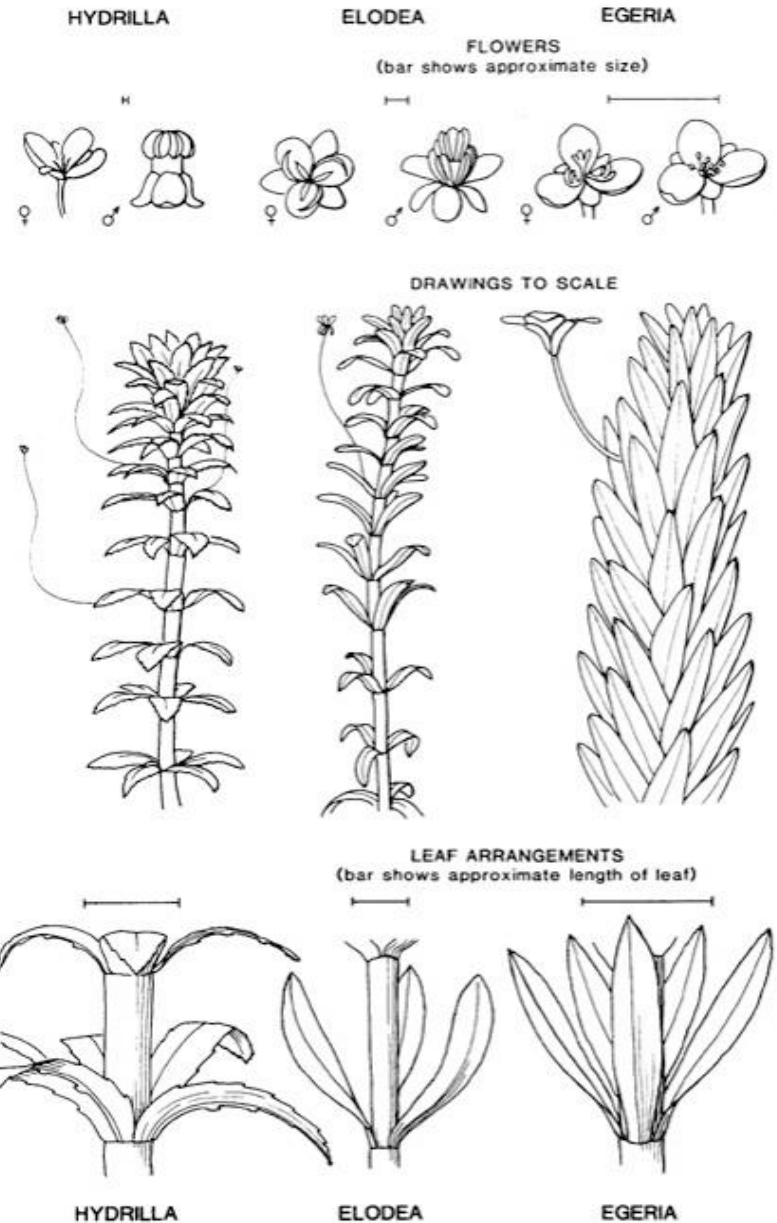 HYDRILLA ELODEA EGERIA
FLOWERS
(bar shows approximate size)
♀ ♂ ♀ ♂ ♀ ♂
DRAWINGS TO SCALE
LEAF ARRANGEMENTS
(bar shows approximate length of leaf)
HYDRILLA ELODEA EGERIA